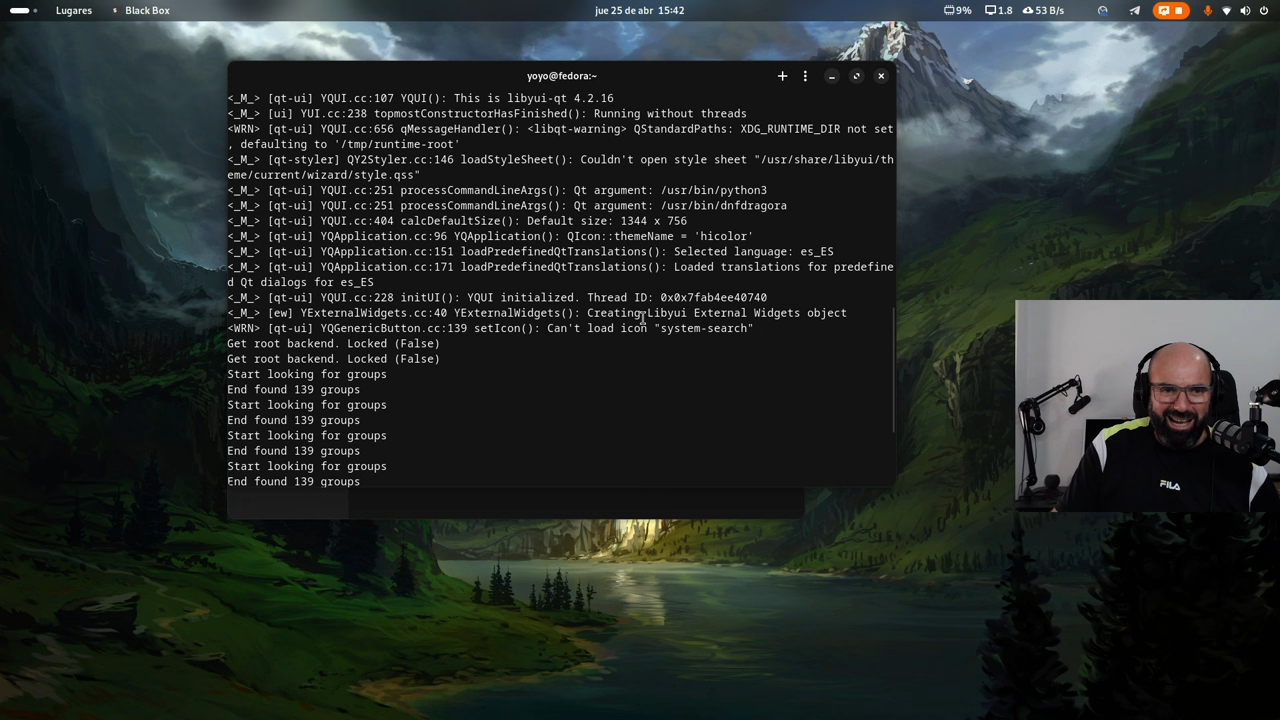 Lugares
Black Box
jue 25 de abr 15:42
9%
1.8
53 B/s
yoyo@fedora:~
<_M_> [qt-ui] YQUI.cc:107 YQUI(): This is libyui-qt 4.2.16
<_M_> [ui] YUI.cc:238 topmostConstructorHasFinished(): Running without threads
<WRN> [qt-ui] YQUI.cc:656 qMessageHandler(): <libqt-warning> QStandardPaths: XDG_RUNTIME_DIR not set
, defaulting to '/tmp/runtime-root'
<_M_> [qt-styler] QY2Styler.cc:146 loadStyleSheet(): Couldn't open style sheet "/usr/share/libyui/th
eme/current/wizard/style.qss"
<_M_> [qt-ui] YQUI.cc:251 processCommandLineArgs(): Qt argument: /usr/bin/python3
<_M_> [qt-ui] YQUI.cc:251 processCommandLineArgs(): Qt argument: /usr/bin/dnfdragora
<_M_> [qt-ui] YQUI.cc:404 calcDefaultSize(): Default size: 1344 x 756
<_M_> [qt-ui] YQApplication.cc:96 YQApplication(): QIcon::themeName = 'hicolor'
<_M_> [qt-ui] YQApplication.cc:151 loadPredefinedQtTranslations(): Selected language: es_ES
<_M_> [qt-ui] YQApplication.cc:171 loadPredefinedQtTranslations(): Loaded translations for predefine
d Qt dialogs for es_ES
<_M_> [qt-ui] YQUI.cc:228 initUI(): YQUI initialized. Thread ID: 0x0x7fab4ee40740
<_M_> [ew] YExternalWidgets.cc:40 YExternalWidgets(): Creating Libyui External Widgets object
<WRN> [qt-ui] YQGenericButton.cc:139 setIcon(): Can't load icon "system-search"
Get root backend. Locked (False)
Get root backend. Locked (False)
Start looking for groups
End found 139 groups
Start looking for groups
End found 139 groups
Start looking for groups
End found 139 groups
Start looking for groups
End found 139 groups
FILA